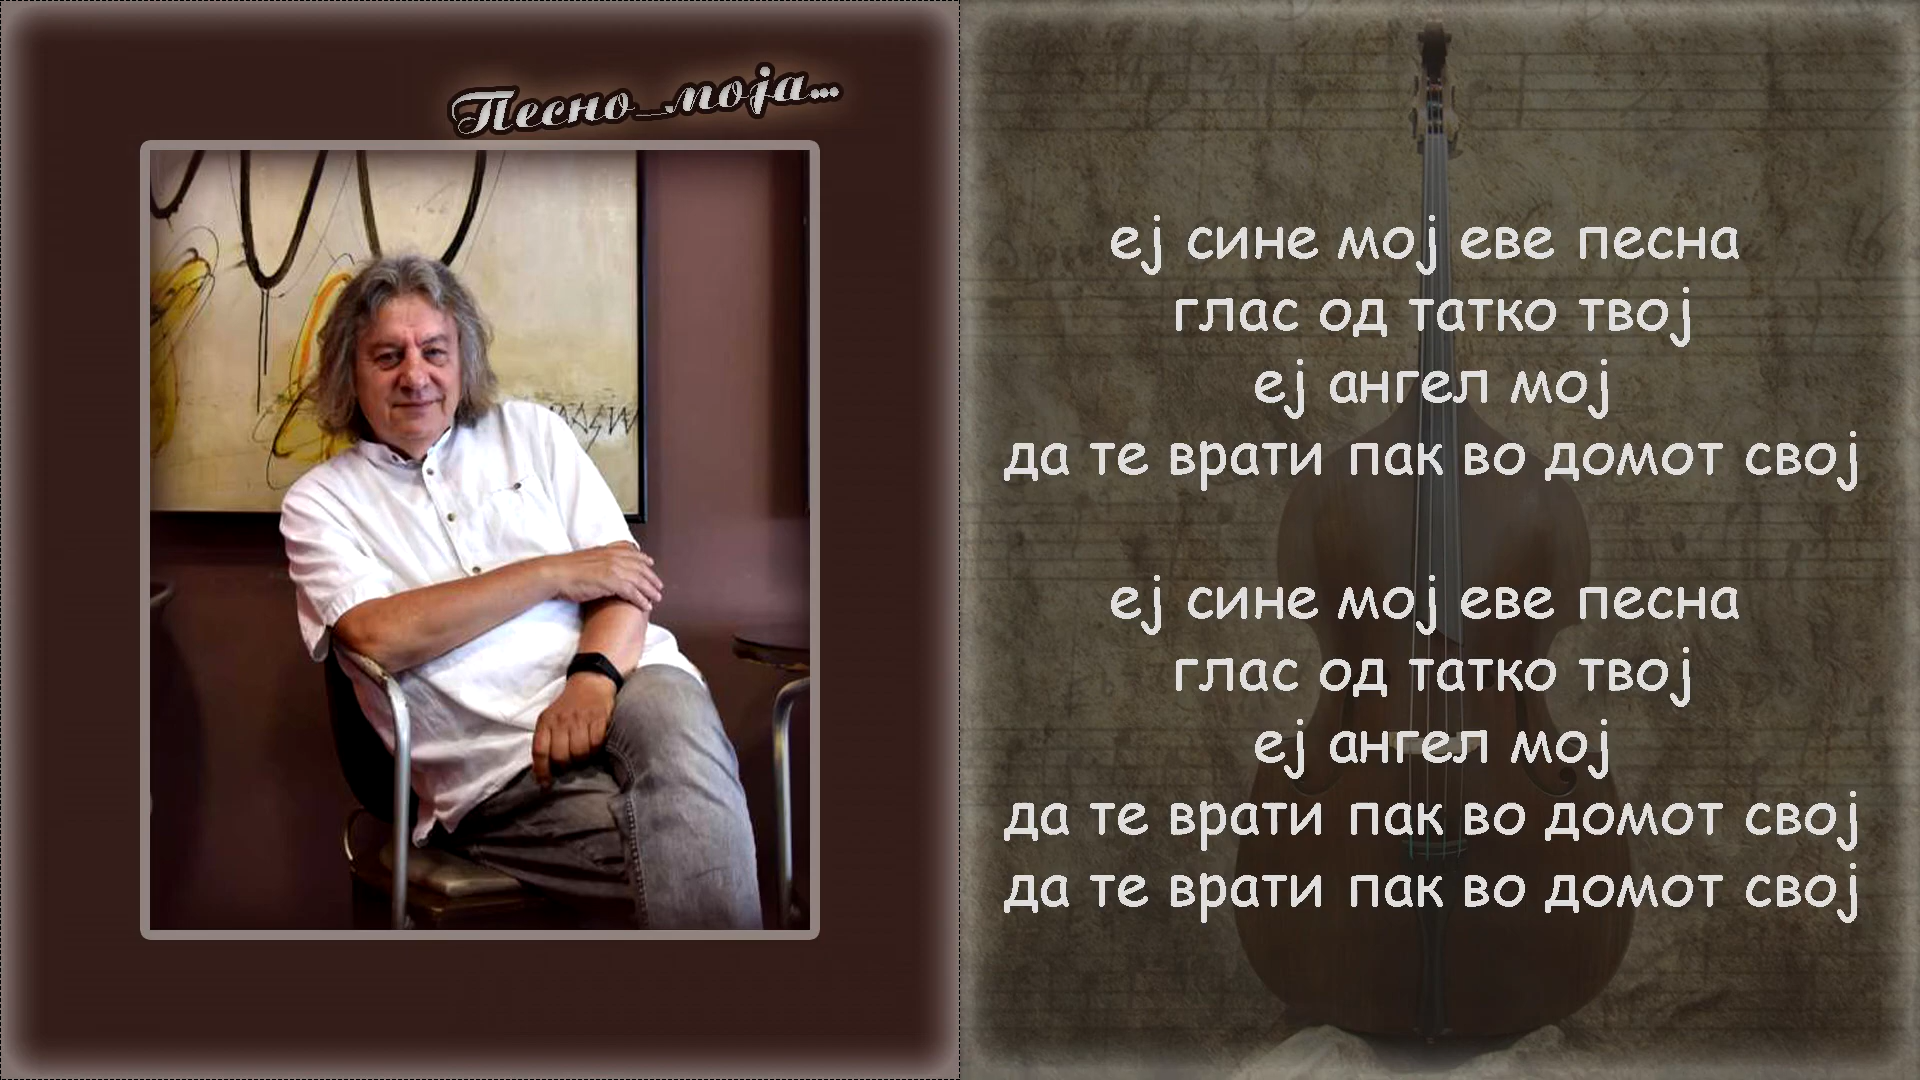 Песно_моја...
еј сине мој еве песна
глас од татко твој
еј ангел мој
да те врати пак во домот свој
еј сине мој еве песна
глас од татко твој
еј ангел мој
да те врати пак во домот свој
да те врати пак во домот свој